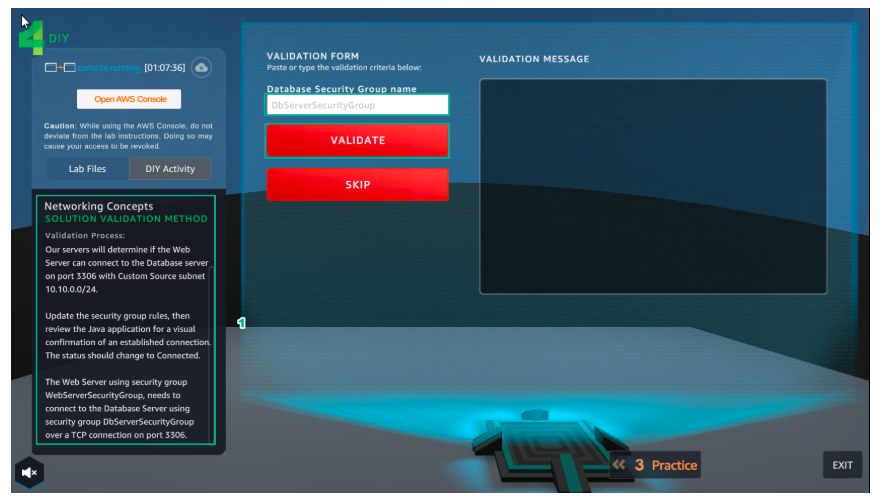 4 DIY
console running [01:07:36]
Open AWS Console
Caution: While using the AWS Console, do not
deviate from the lab instructions. Doing so may
cause your access to be revoked.
Lab Files
DIY Activity
Networking Concepts
SOLUTION VALIDATION METHOD
Validation Process:
Our servers will determine if the Web
Server can connect to the Database server
on port 3306 with Custom Source subnet
10.10.0.0/24.
Update the security group rules, then
review the Java application for a visual
confirmation of an established connection.
The status should change to Connected.
The Web Server using security group
WebServerSecurityGroup, needs to
connect to the Database Server using
security group DbServerSecurityGroup
over a TCP connection on port 3306.
1
VALIDATION FORM
Paste or type the validation criteria below:
Database Security Group name
DbServerSecurityGroup
VALIDATE
SKIP
VALIDATION MESSAGE
<< 3 Practice
EXIT